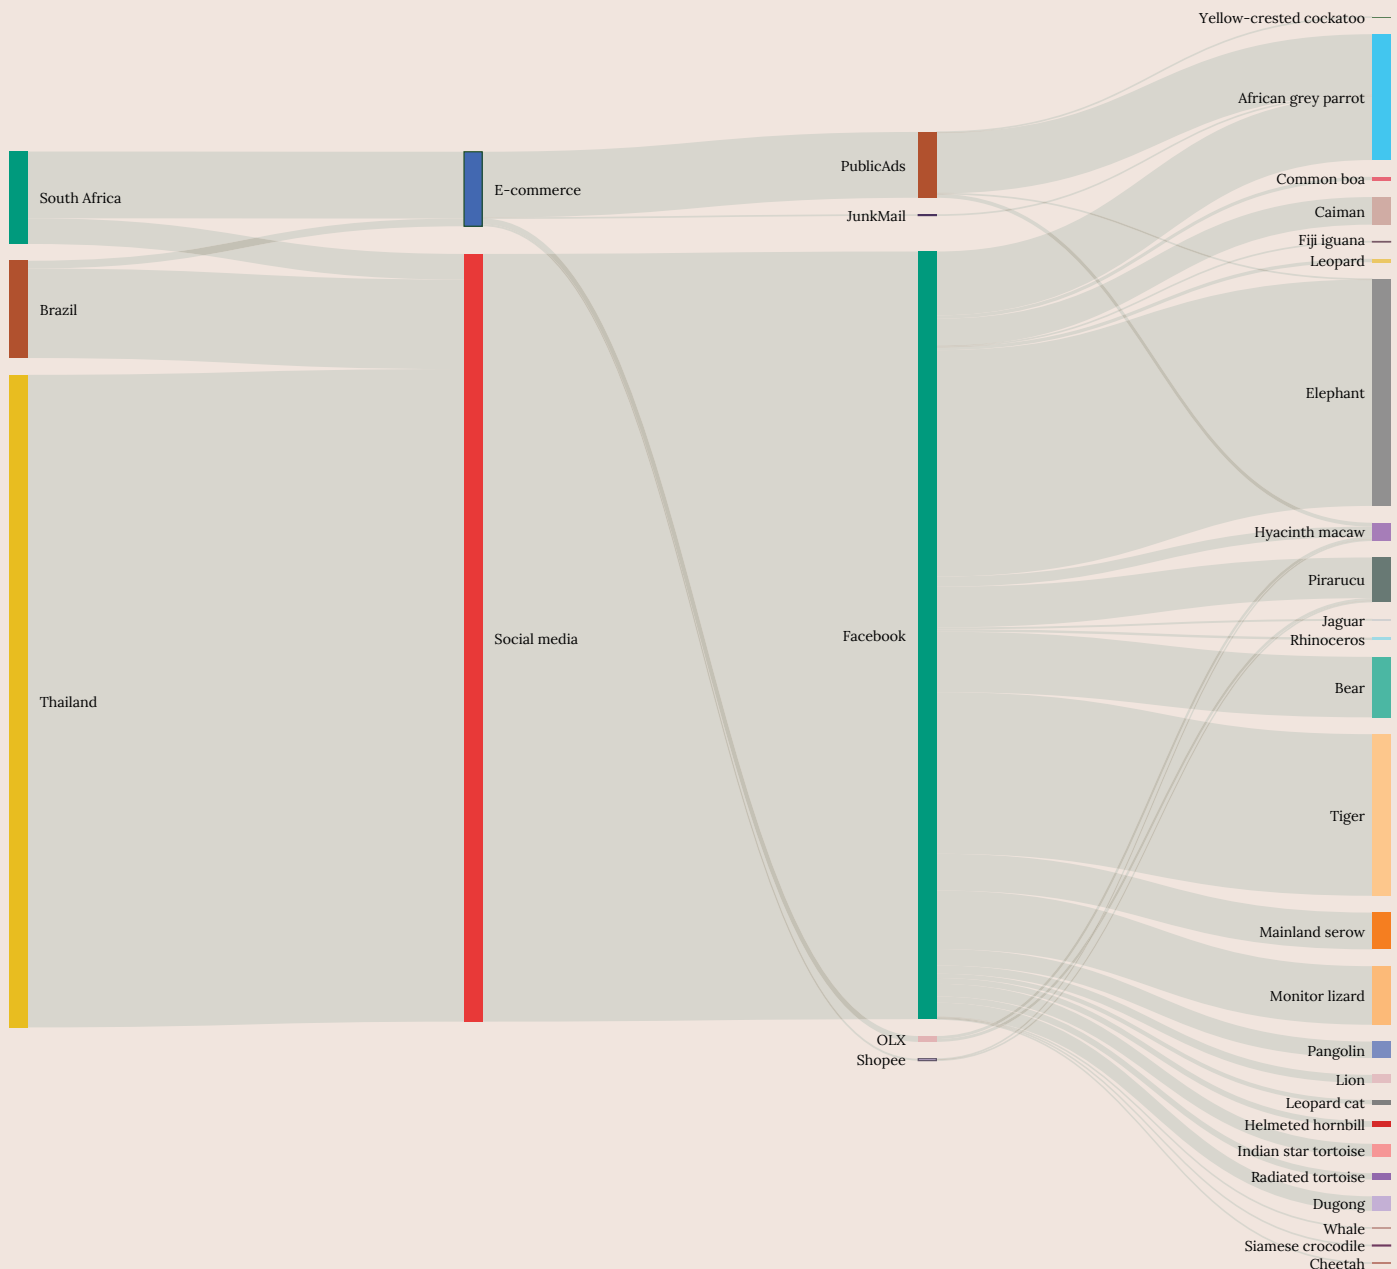 South Africa
Brazil
Thailand
E-commerce
Social media
PublicAds
JunkMail
Facebook
OLX
Shopee
Yellow-crested cockatoo
African grey parrot
Common boa
Caiman
Fiji iguana
Leopard
Elephant
Hyacinth macaw
Pirarucu
Jaguar
Rhinoceros
Bear
Tiger
Mainland serow
Monitor lizard
Pangolin
Lion
Leopard cat
Helmeted hornbill
Indian star tortoise
Radiated tortoise
Dugong
Whale
Siamese crocodile
Cheetah